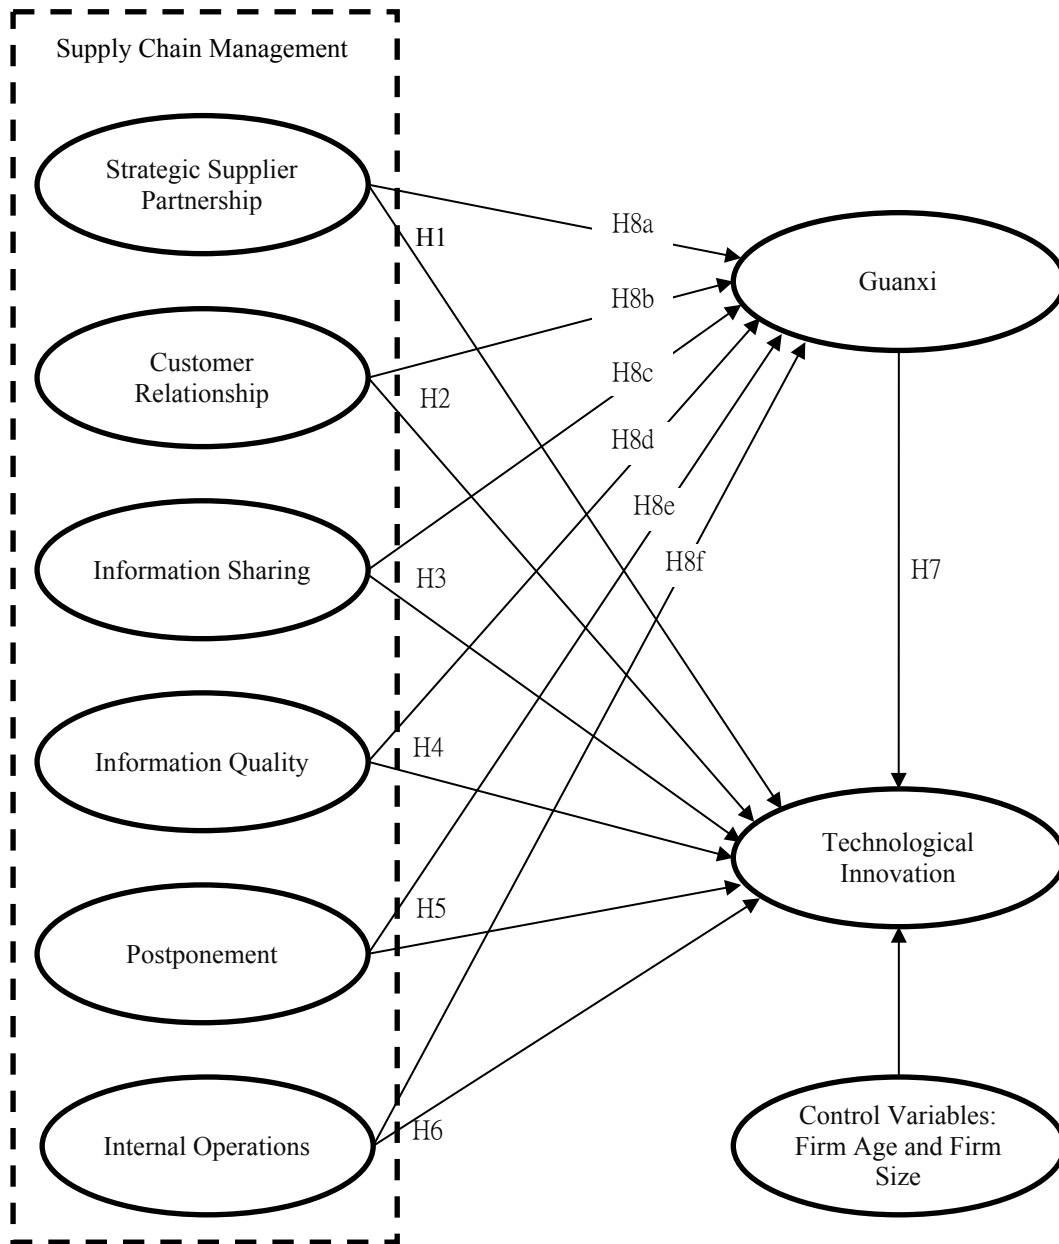 Supply Chain Management
Strategic Supplier
Partnership
H8a
H1
Guanxi
H8b
Customer
Relationship
H8c
H2
H8d
H8e
Information Sharing
H3
H8f
H7
Information Quality
H4
Technological
Innovation
Postponement
H5
Internal Operations
H6
Control Variables:
Firm Age and Firm
Size